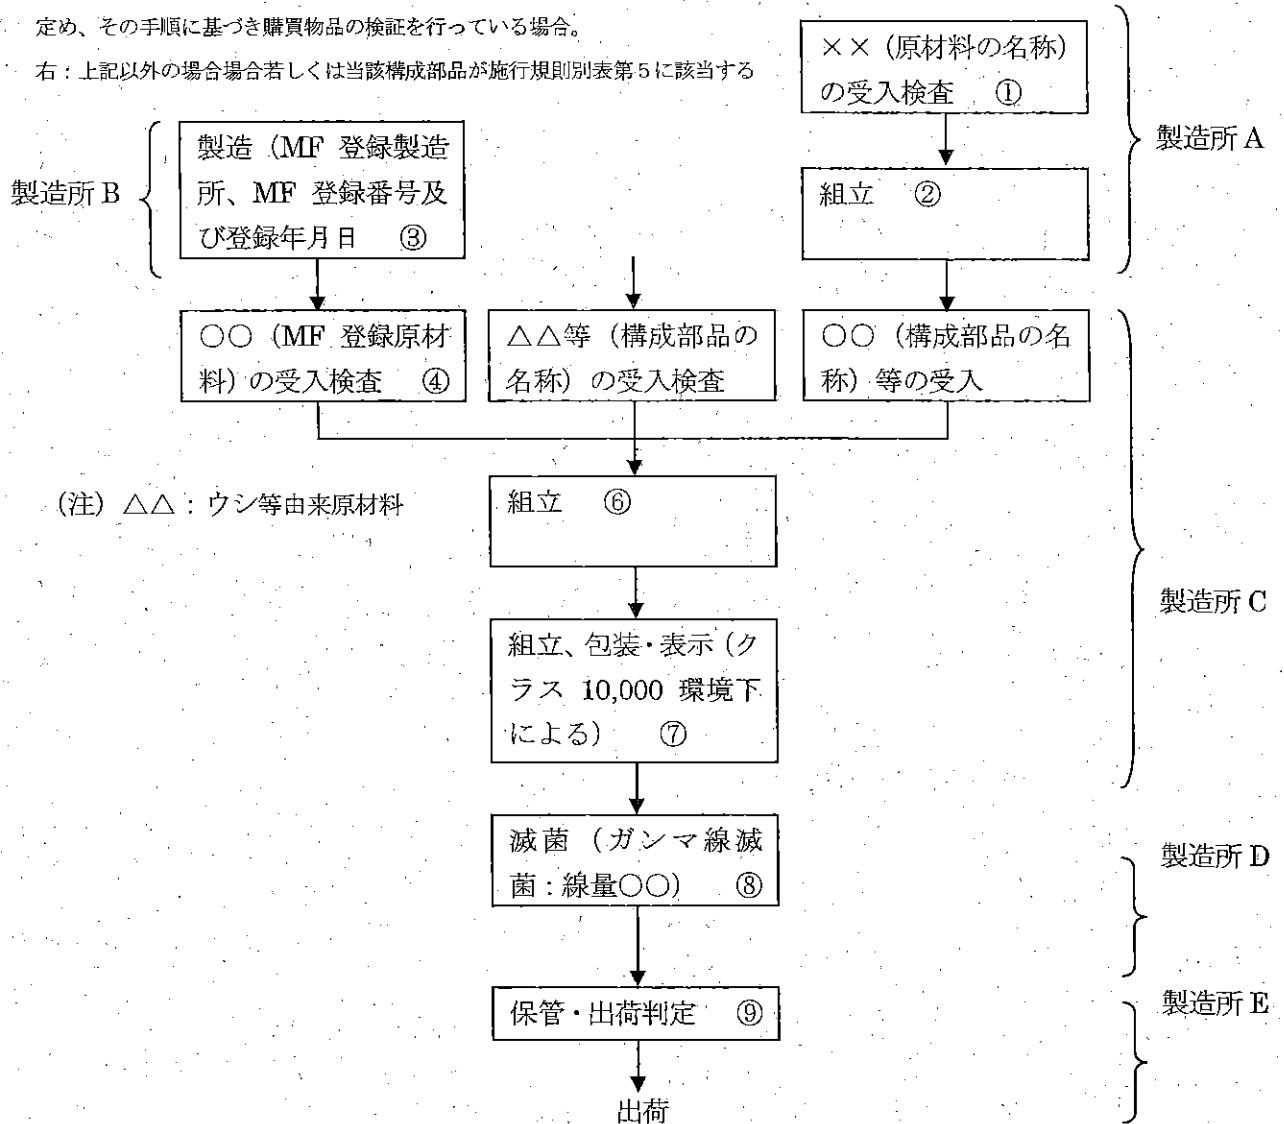 定め、その手順に基づき購買物品の検証を行っている場合。
右：上記以外の場合場合若しくは当該構成部品が施行規則別表第５に該当する
××（原材料の名称）
の受入検査 ①
製造所 A
組立 ②
製造所 B
製造（MF 登録製造
所、MF 登録番号及
び登録年月日 ③
○○（MF 登録原材
料）の受入検査 ④
△△等（構成部品の
名称）の受入検査
○○（構成部品の名
称）等の受入
(注) △△：ウシ等由来原材料
組立 ⑥
組立、包装・表示（ク
ラス 10,000 環境下
による） ⑦
製造所 C
滅菌（ガンマ線滅
菌：線量○○） ⑧
製造所 D
保管・出荷判定 ⑨
製造所 E
出荷